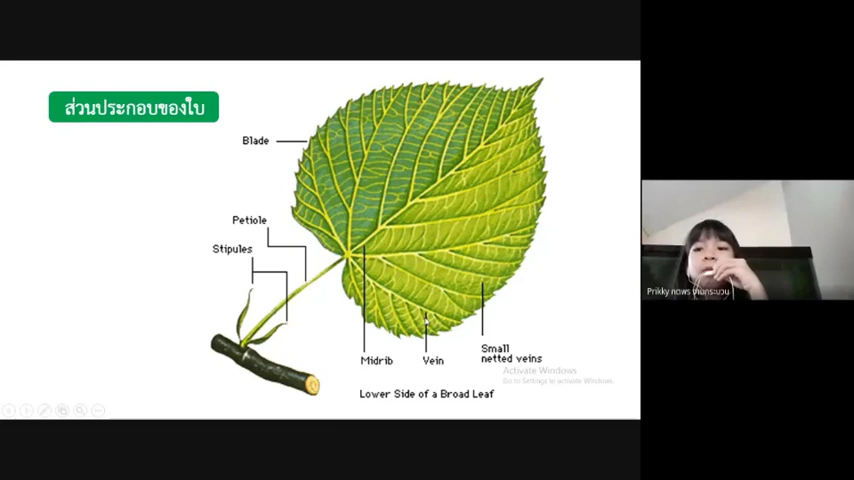 ส่วนประกอบของใบ
Blade
Petiole
Stipules
Midrib
Vein
Small
netted veins
Activate Windows
Go to Settings to activate Windows.
Lower Side of a Broad Leaf
Prikky